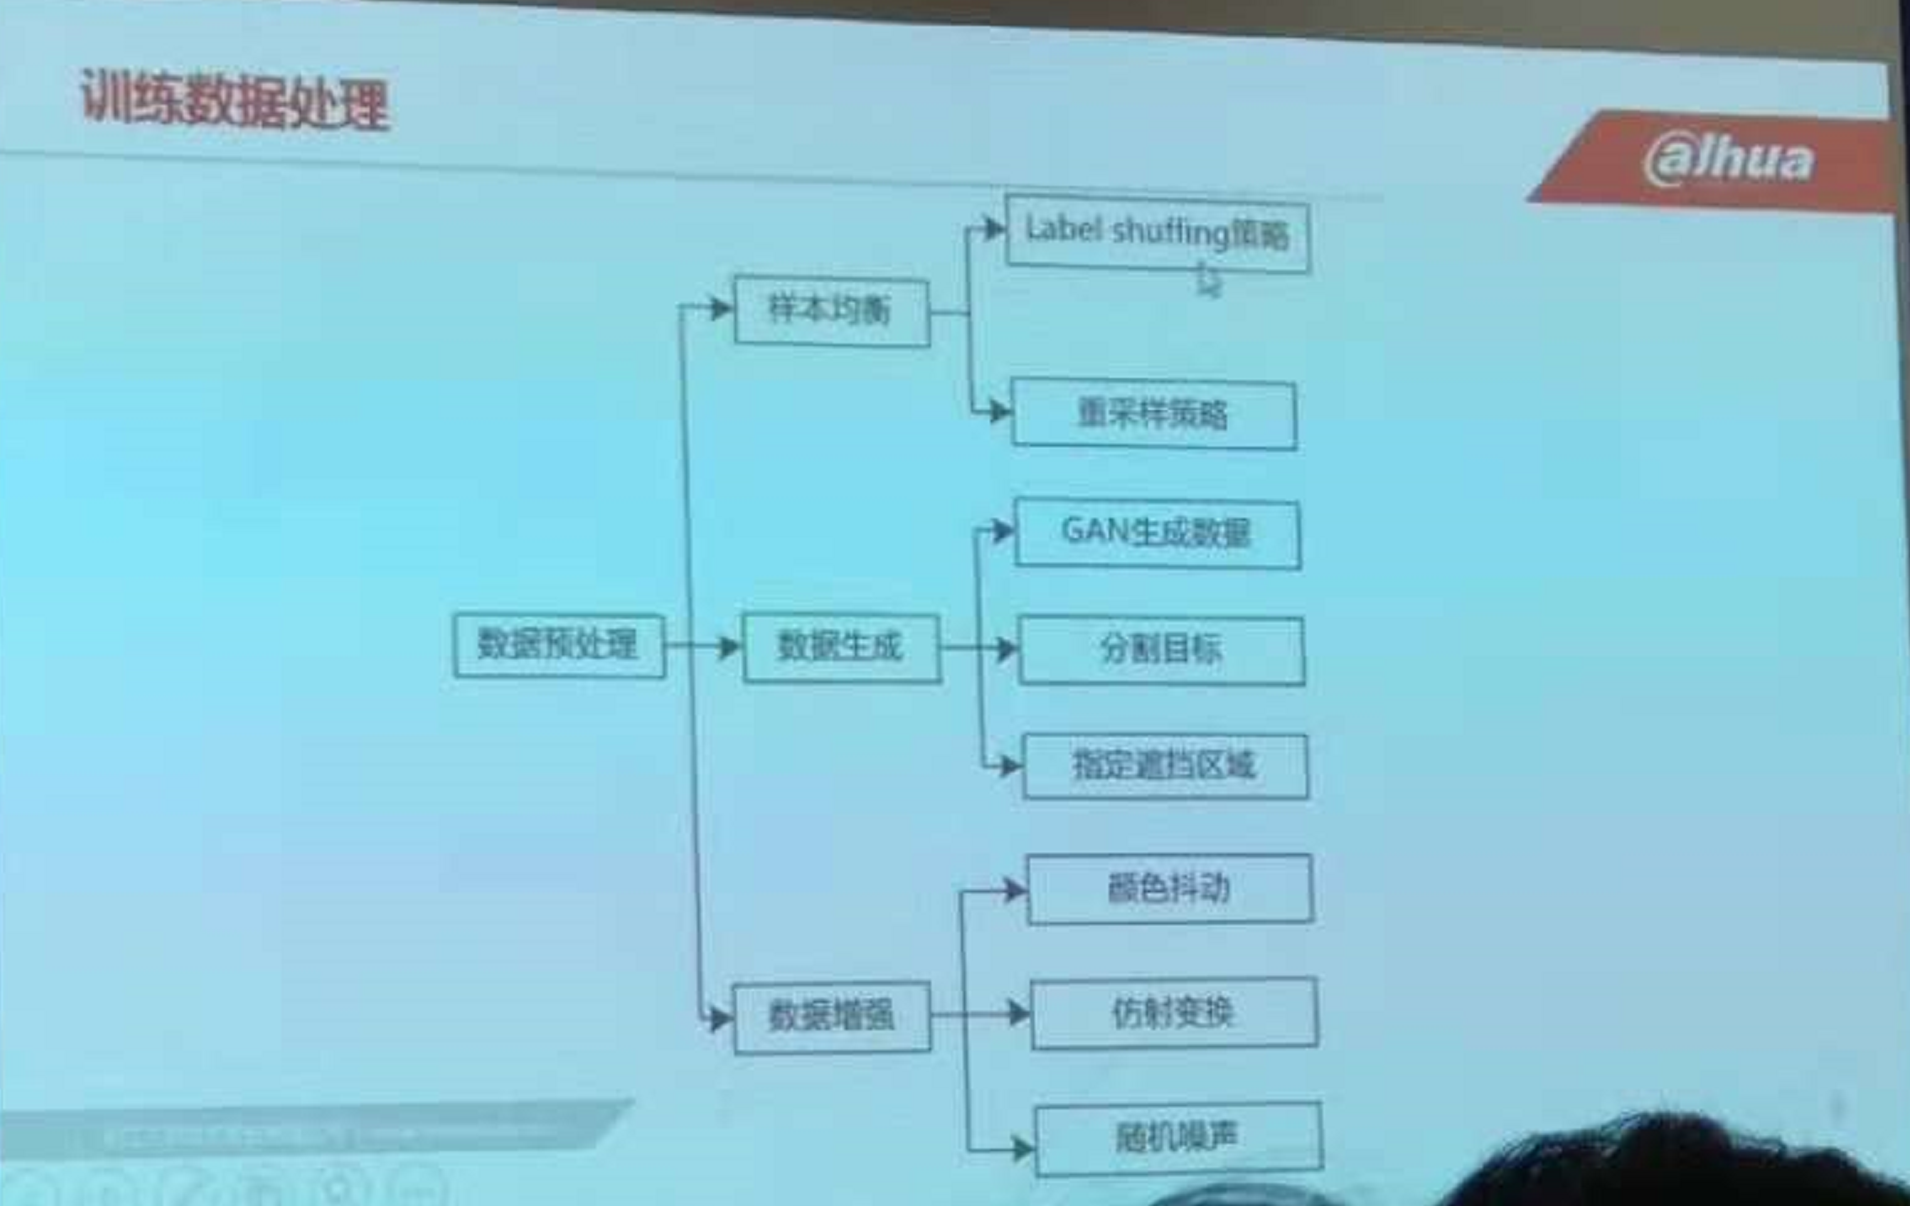 训练数据处理
alhua
Label shuffing策略
样本均衡
重采样策略
GAN生成数据
数据预处理
数据生成
分割目标
指定遮挡区域
颜色抖动
数据增强
仿射变换
随机噪声